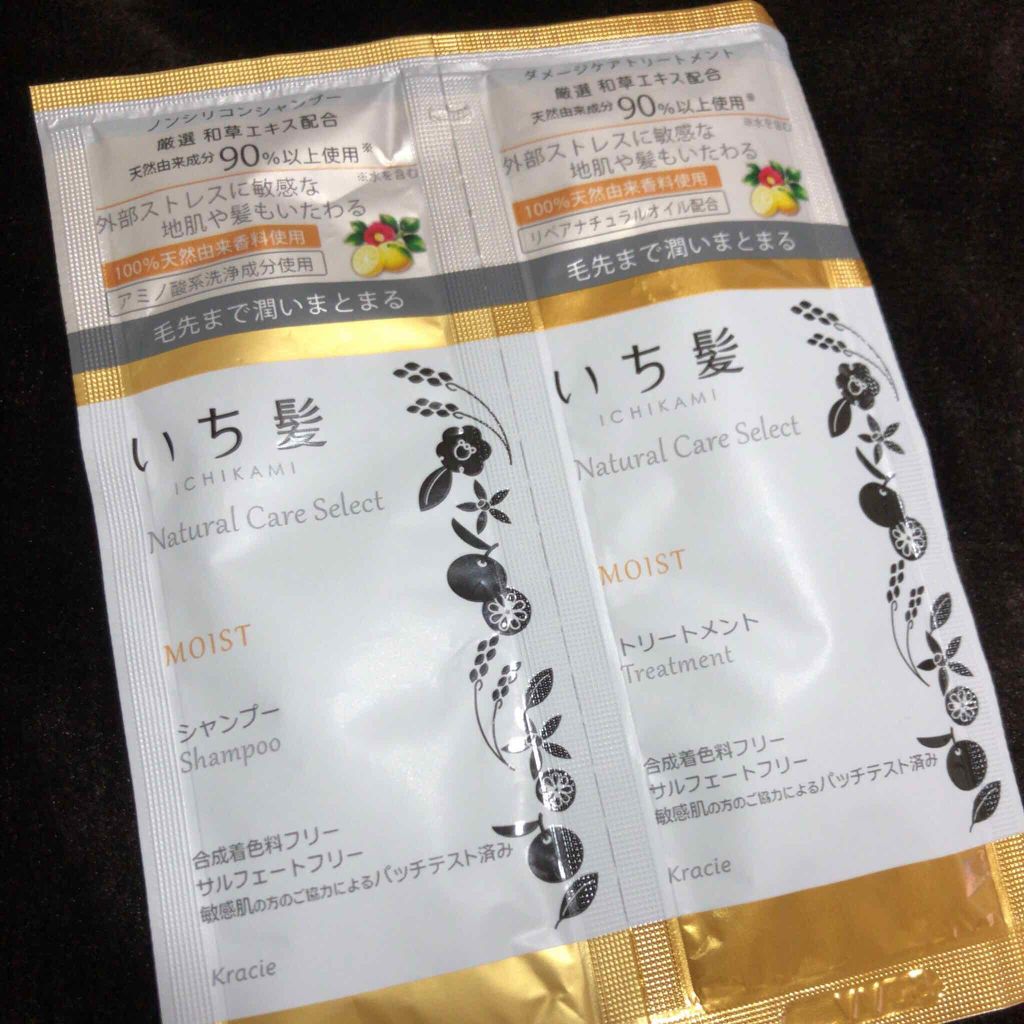 ノンシリコンシャンプー
厳選 和草エキス配合
天然由来成分 90%以上使用※
※水を含む
外部ストレスに敏感な
地肌や髪もいたわる
100%天然由来香料使用
アミノ酸系洗浄成分使用
毛先まで潤いまとまる
いち髪
ICHIKAMI
Natural Care Select
MOIST
シャンプー
Shampoo
合成着色料フリー
サルフェートフリー
敏感肌の方のご協力によるパッチテスト済み
Kracie
ダメージケアトリートメント
厳選 和草エキス配合
天然由来成分 90%以上使用※
※水を含む
外部ストレスに敏感な
地肌や髪もいたわる
100%天然由来香料使用
リペアナチュラルオイル配合
毛先まで潤いまとまる
いち髪
ICHIKAMI
Natural Care Select
MOIST
トリートメント
Treatment
合成着色料フリー
サルフェートフリー
敏感肌の方のご協力によるパッチテスト済み
Kracie